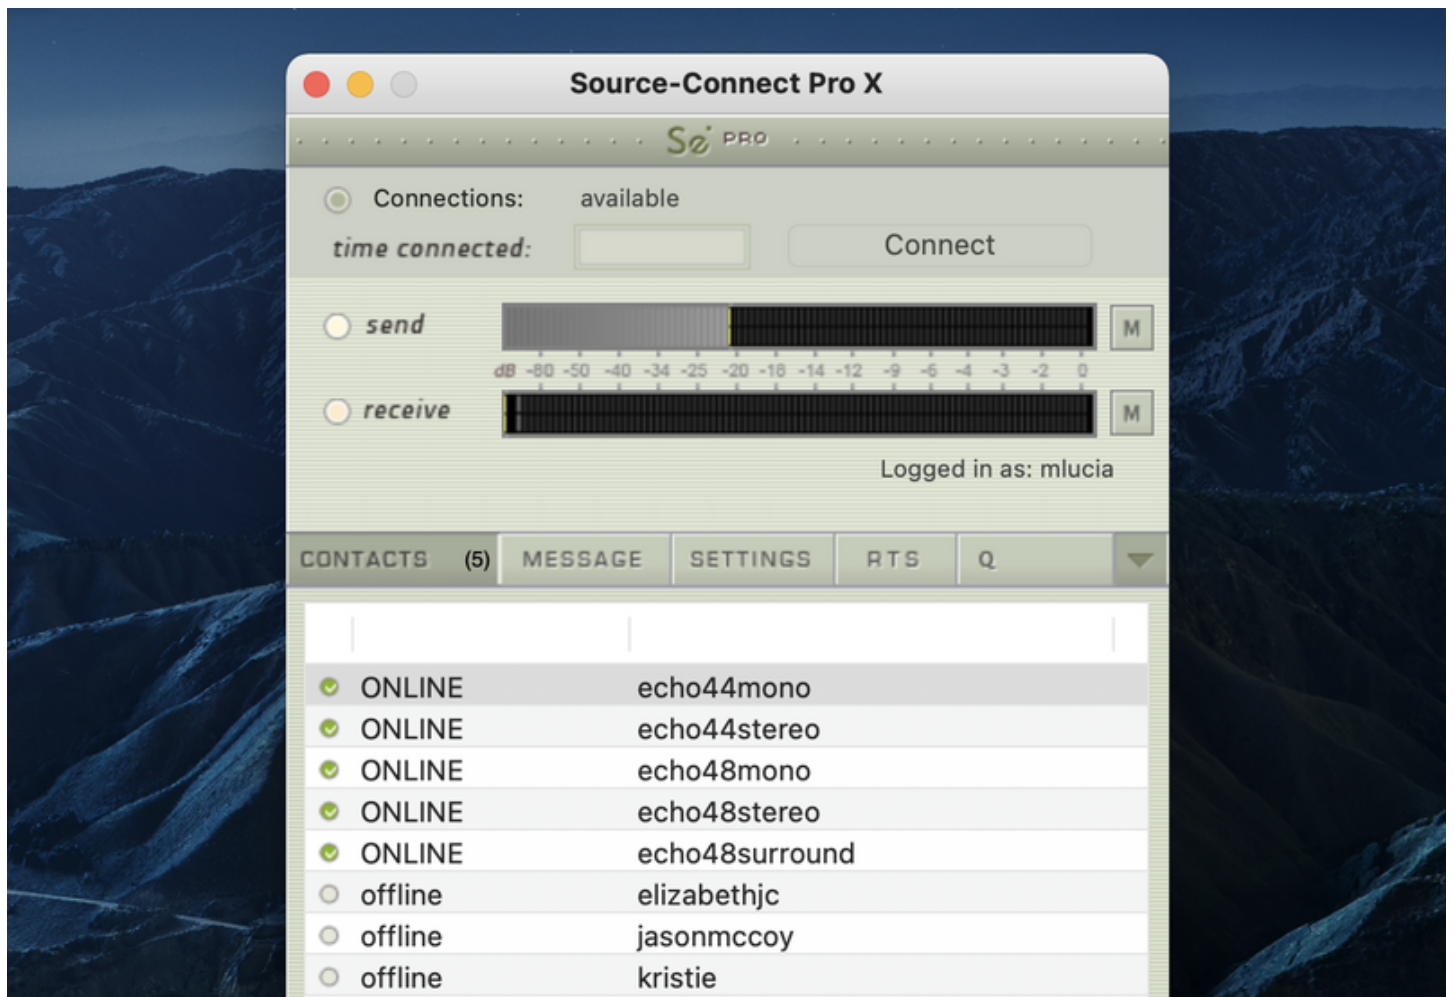 Source-Connect Pro X
Se PRO
Connections: available
time connected: Connect
send M
dB -80 -50 -40 -34 -25 -20 -18 -14 -12 -9 -6 -4 -3 -2 0
receive M
Logged in as: mlucia
CONTACTS (5) MESSAGE SETTINGS RTS Q
ONLINE echo44mono
ONLINE echo44stereo
ONLINE echo48mono
ONLINE echo48stereo
ONLINE echo48surround
offline elizabethjc
offline jasonmccoy
offline kristie